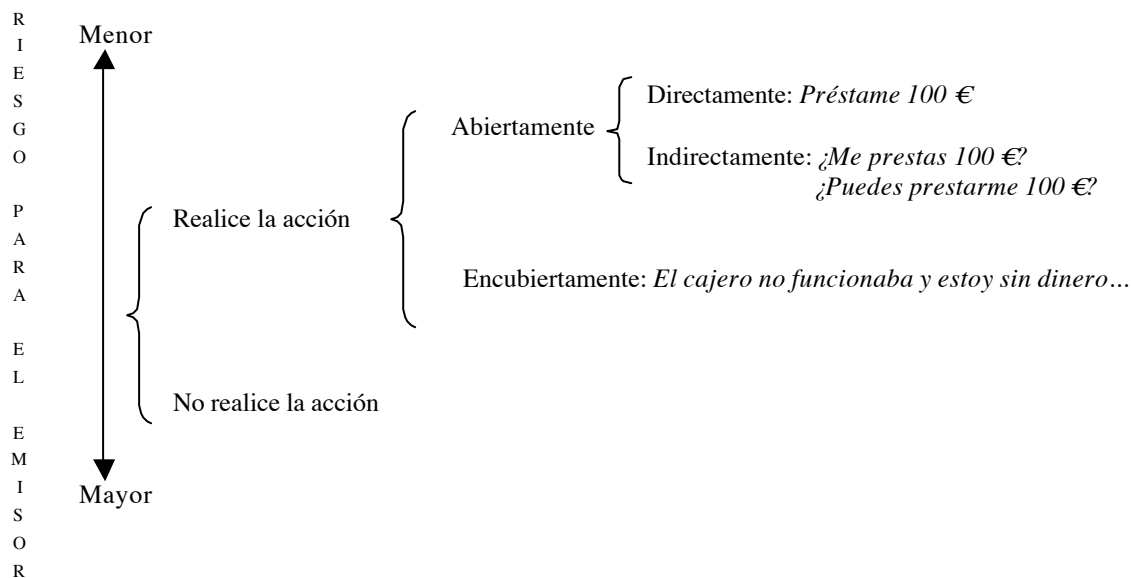 RIESGO PARA EL EMISOR
Menor
Directamente: Préstame 100 €
Abiertamente
Indirectamente: ¿Me prestas 100 €?
¿Puedes prestarme 100 €?
Realice la acción
Encubiertamente: El cajero no funcionaba y estoy sin dinero…
No realice la acción
Mayor